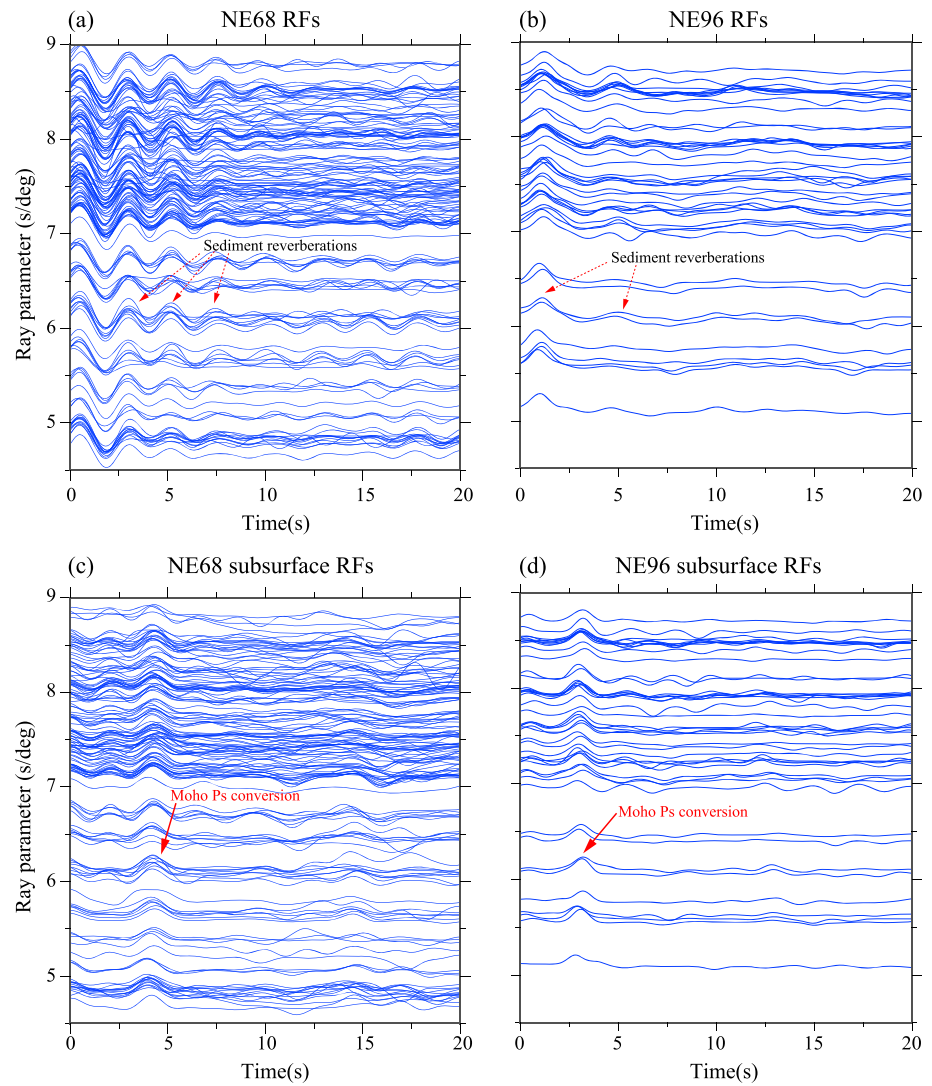 (a) NE68 RFs
(b) NE96 RFs
Ray parameter (s/deg)
9
8
7
6
5
Sediment reverberations
Sediment reverberations
0 5 10 15 20
0 5 10 15 20
Time(s)
Time(s)
(c) NE68 subsurface RFs
(d) NE96 subsurface RFs
Ray parameter (s/deg)
9
8
7
6
5
Moho Ps conversion
Moho Ps conversion
0 5 10 15 20
0 5 10 15 20
Time(s)
Time(s)